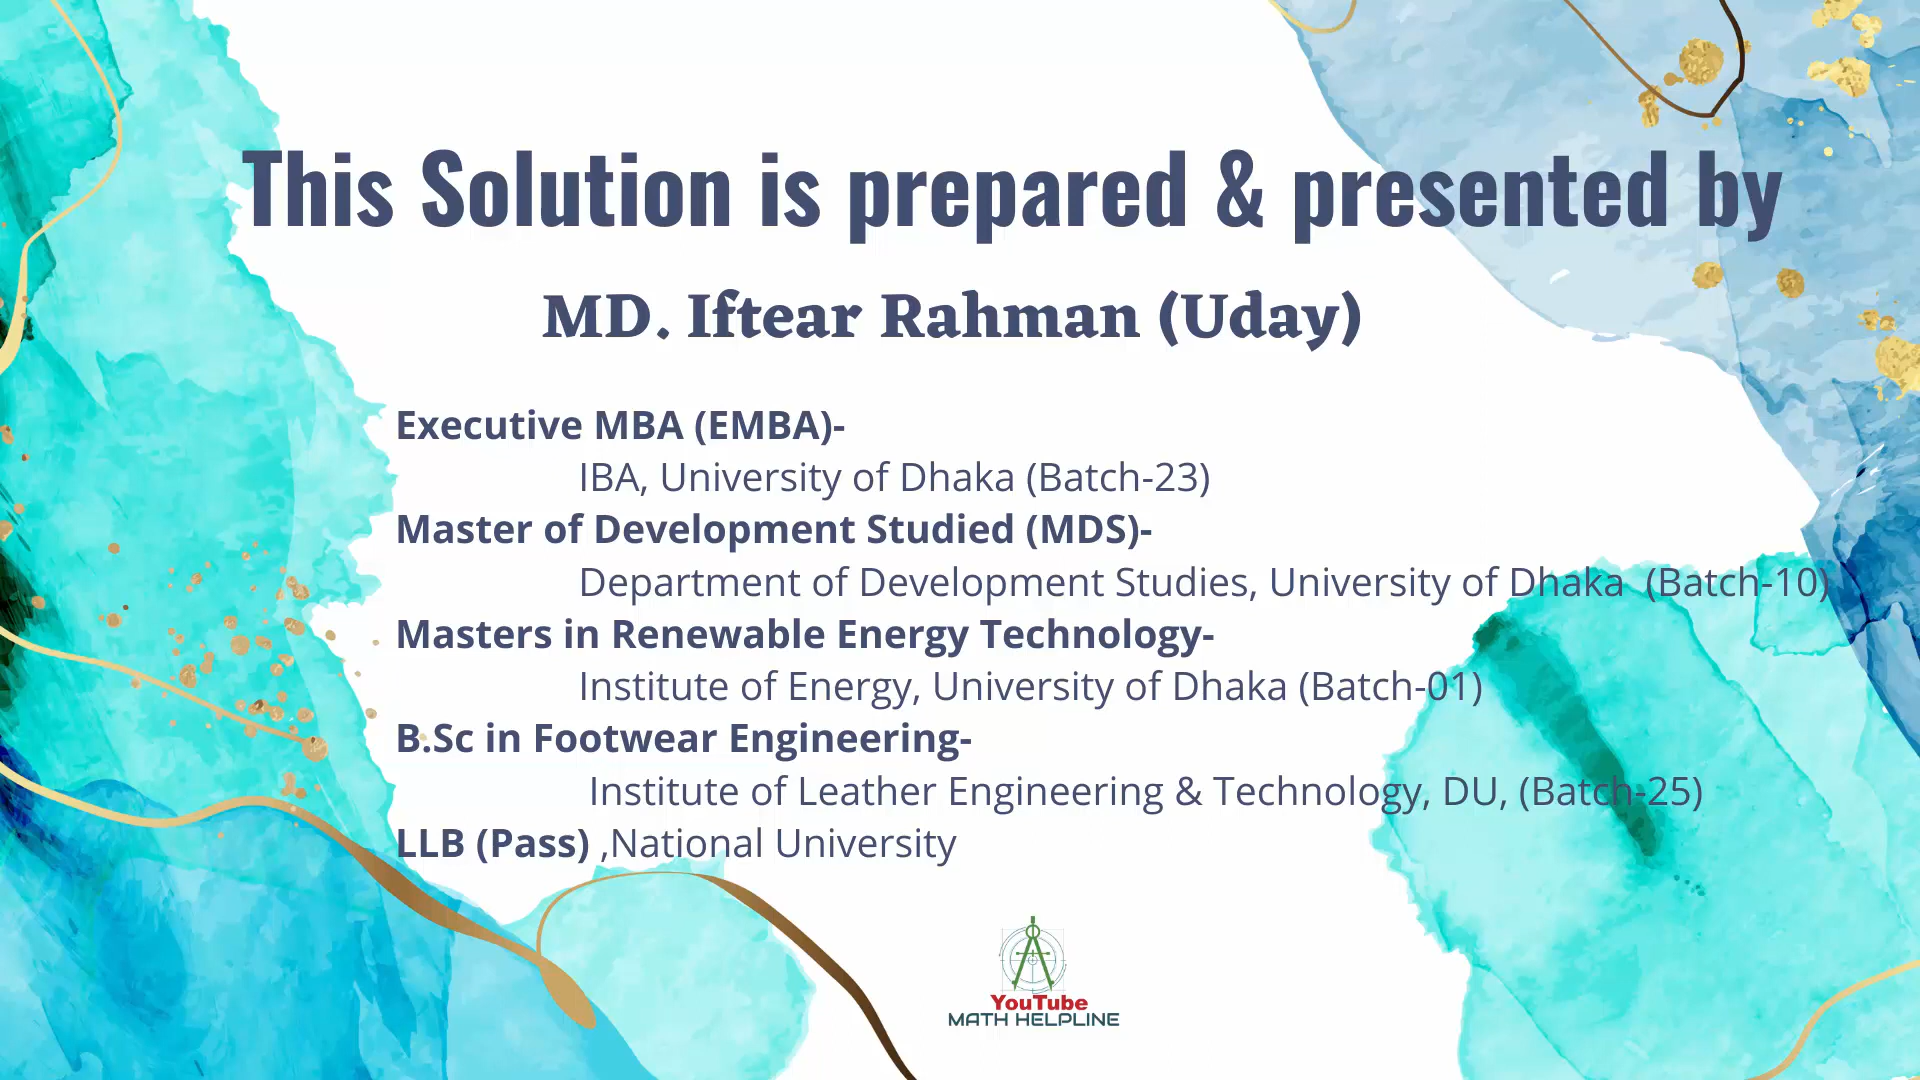 This Solution is prepared & presented by
MD. Iftear Rahman (Uday)
Executive MBA (EMBA)-
IBA, University of Dhaka (Batch-23)
Master of Development Studied (MDS)-
Department of Development Studies, University of Dhaka (Batch-10)
Masters in Renewable Energy Technology-
Institute of Energy, University of Dhaka (Batch-01)
B.Sc in Footwear Engineering-
Institute of Leather Engineering & Technology, DU, (Batch-25)
LLB (Pass) ,National University
YouTube
MATH HELPLINE